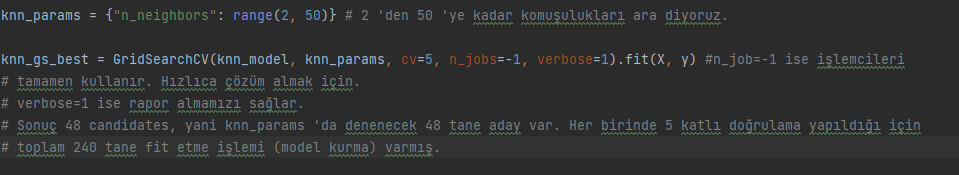 knn_params = {"n_neighbors": range(2, 50)} # 2 'den 50 'ye kadar komuşulukları ara diyoruz.
knn_gs_best = GridSearchCV(knn_model, knn_params, cv=5, n_jobs=-1, verbose=1).fit(X, y) #n_job=-1 ise işlemcileri
# tamamen kullanır. Hızlıca çözüm almak için.
# verbose=1 ise rapor almamızı sağlar.
# Sonuç 48 candidates, yani knn_params 'da denenecek 48 tane aday var. Her birinde 5 katlı doğrulama yapıldığı için
# toplam 240 tane fit etme işlemi (model kurma) varmış.